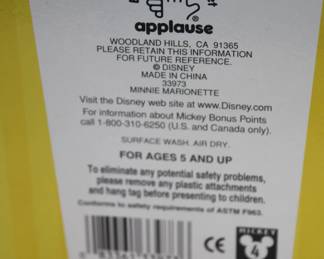 applause®
WOODLAND HILLS, CA 91365
PLEASE RETAIN THIS INFORMATION
FOR FUTURE REFERENCE.
© DISNEY
MADE IN CHINA
33973
MINNIE MARIONETTE
Visit the Disney web site at www.Disney.com
For information about Mickey Bonus Points
call 1-800-310-6250 (U.S. and Canada only).
SURFACE WASH. AIR DRY.
FOR AGES 5 AND UP
To eliminate any potential safety problems,
please remove any plastic attachments
and hang tag before presenting to children.
Conforms to safety requirements of ASTM F963.
CE
MICKEY
4